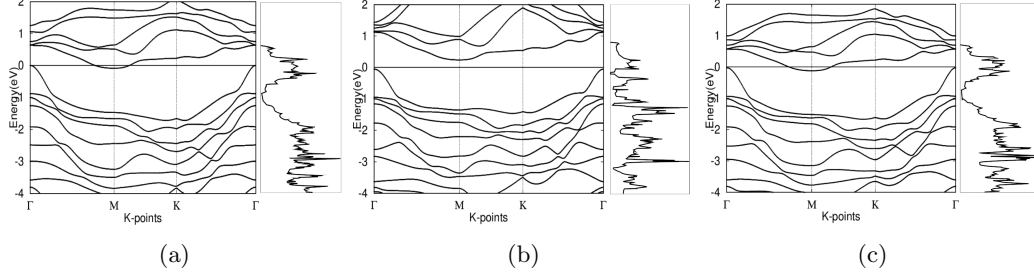 2
1
0
-1
-2
-3
-4
Energy(eV)
Γ
M
K
Γ
K-points
(a)
2
1
0
-1
-2
-3
-4
Energy(eV)
Γ
M
K
Γ
K-points
(b)
2
1
0
-1
-2
-3
-4
Energy(eV)
Γ
M
K
Γ
K-points
(c)